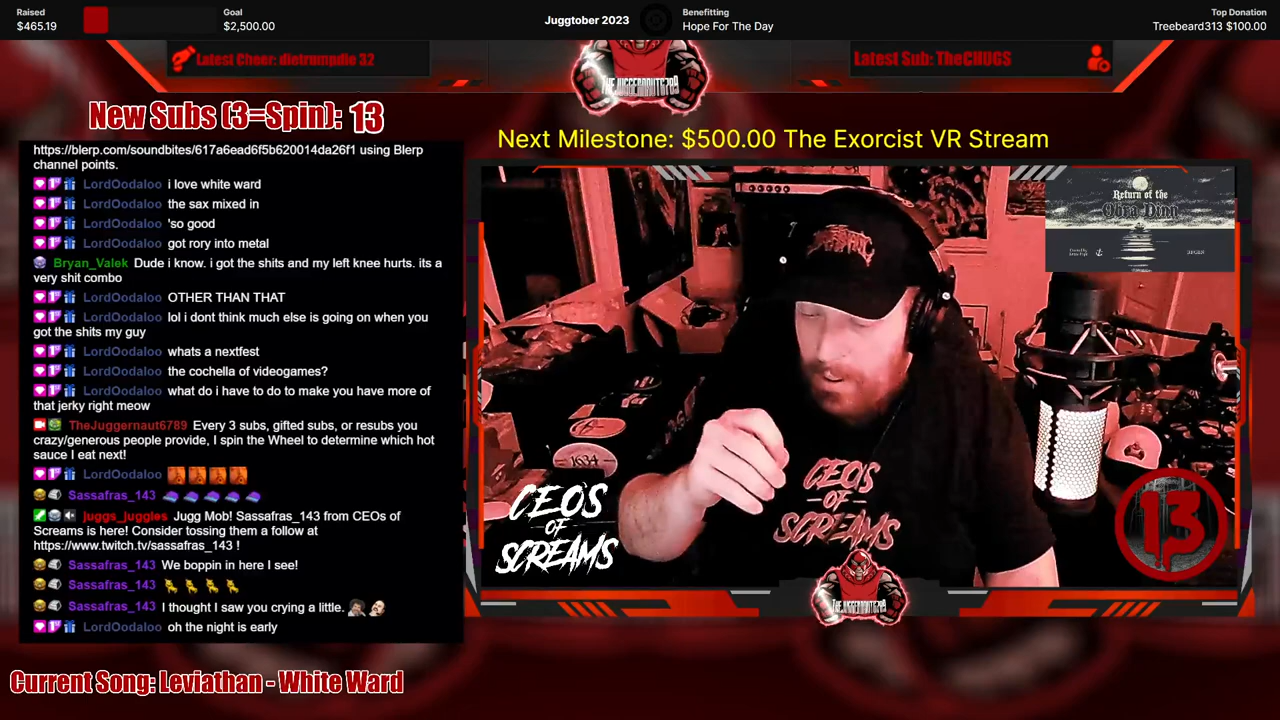 Raised
$465.19
Goal
$2,500.00
Juggtober 2023
Benefitting
Hope For The Day
Top Donation
Treebeard313 $100.00
Latest Cheer: dietrumpdie 32
THEJUGGERNAUT6789
Latest Sub: TheCHUGS
New Subs (3=Spin): 13
Next Milestone: $500.00 The Exorcist VR Stream
https://blerp.com/soundbites/617a6ead6f5b620014da26f1 using Blerp
channel points.
LordOodaloo i love white ward
LordOodaloo the sax mixed in
LordOodaloo 'so good
LordOodaloo got rory into metal
Bryan_Valek Dude i know. i got the shits and my left knee hurts. its a
very shit combo
LordOodaloo OTHER THAN THAT
LordOodaloo lol i dont think much else is going on when you
got the shits my guy
LordOodaloo whats a nextfest
LordOodaloo the cochella of videogames?
LordOodaloo what do i have to do to make you have more of
that jerky right meow
TheJuggernaut6789 Every 3 subs, gifted subs, or resubs you
crazy/generous people provide, I spin the Wheel to determine which hot
sauce I eat next!
LordOodaloo
Sassafras_143
juggs_juggles Jugg Mob! Sassafras_143 from CEOs of
Screams is here! Consider tossing them a follow at
https://www.twitch.tv/sassafras_143 !
Sassafras_143 We boppin in here I see!
Sassafras_143
Sassafras_143 I thought I saw you crying a little.
LordOodaloo oh the night is early
Return of the
Obra Dinn
1634
CEOS
OF
SCREAMS
CEOS
OF
SCREAMS
13
THEJUGGERNAUT6789
Current Song: Leviathan - White Ward